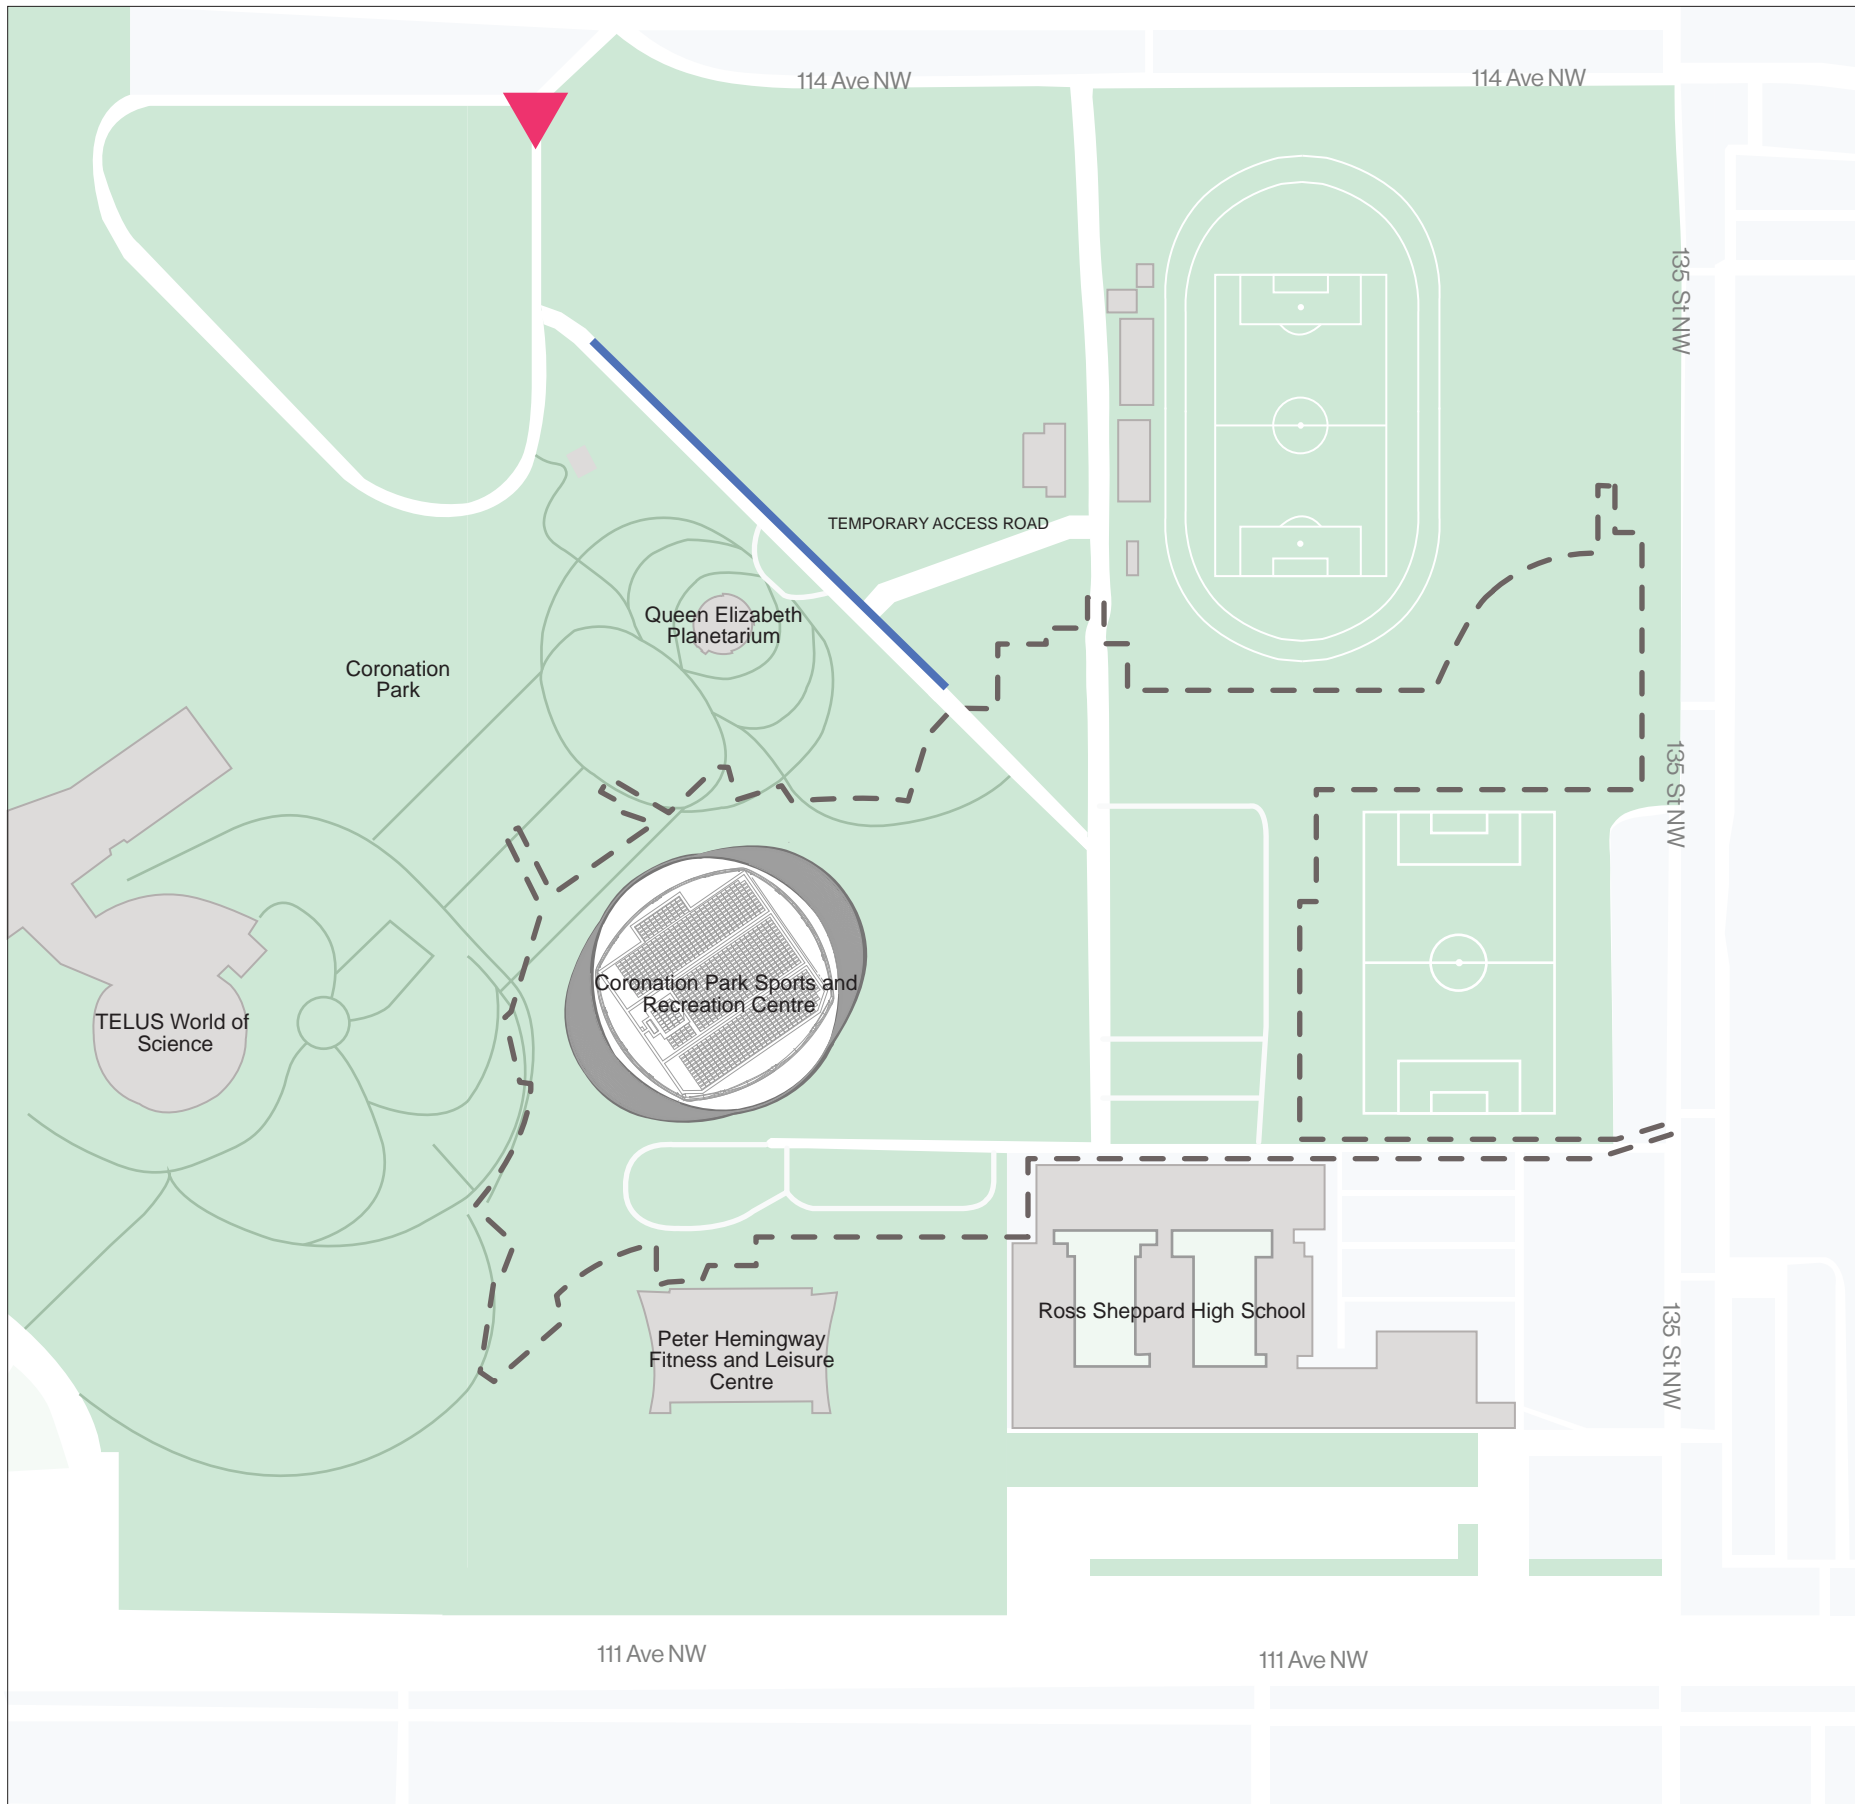 114 Ave NW
114 Ave NW
135 St NW
TEMPORARY ACCESS ROAD
Queen Elizabeth
Planetarium
Coronation
Park
135 St NW
Coronation Park Sports and
Recreation Centre
TELUS World of
Science
Ross Sheppard High School
Peter Hemingway
Fitness and Leisure
Centre
135 St NW
111 Ave NW
111 Ave NW